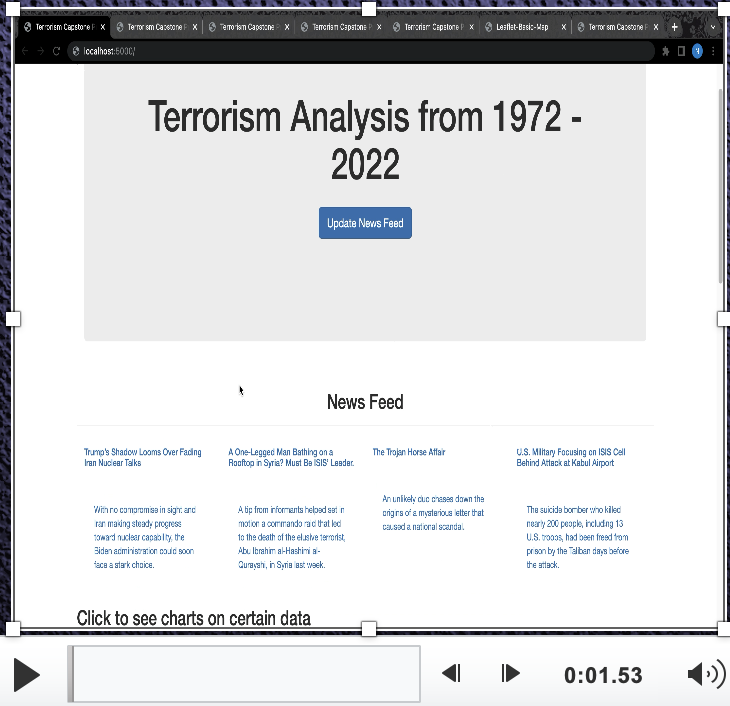 Terrorism Capstone P
Terrorism Capstone P
Terrorism Capstone P
Terrorism Capstone P
Terrorism Capstone P
Leaflet-Basic-Map
Terrorism Capstone P
localhost:5000/
Terrorism Analysis from 1972 -
2022
Update News Feed
News Feed
Trump's Shadow Looms Over Fading
Iran Nuclear Talks
With no compromise in sight and
Iran making steady progress
toward nuclear capability, the
Biden administration could soon
face a stark choice.
A One-Legged Man Bathing on a
Rooftop in Syria? Must Be ISIS' Leader.
A tip from informants helped set in
motion a commando raid that led
to the death of the elusive terrorist,
Abu Ibrahim al-Hashimi al-
Qurayshi, in Syria last week.
The Trojan Horse Affair
An unlikely duo chases down the
origins of a mysterious letter that
caused a national scandal.
U.S. Military Focusing on ISIS Cell
Behind Attack at Kabul Airport
The suicide bomber who killed
nearly 200 people, including 13
U.S. troops, had been freed from
prison by the Taliban days before
the attack.
Click to see charts on certain data
0:01.53